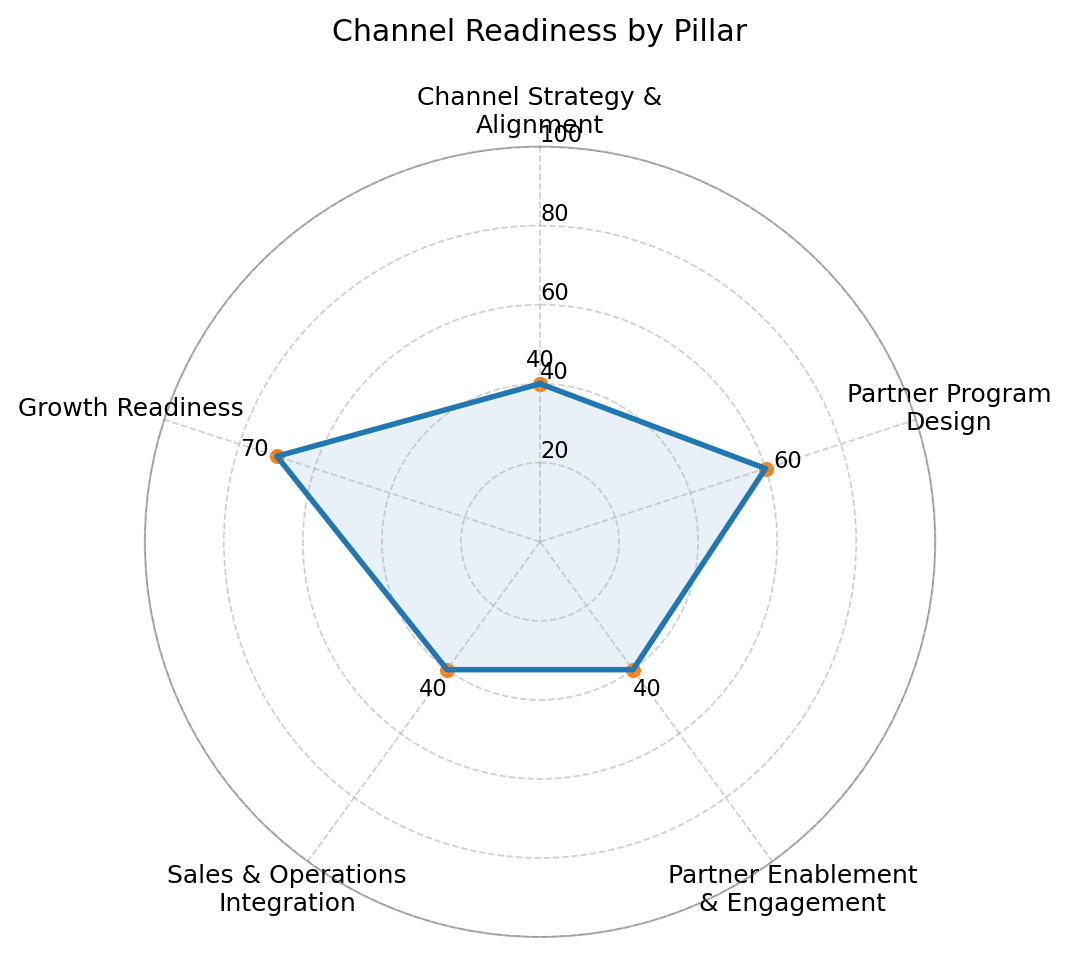 Channel Readiness by Pillar
Channel Strategy &
Alignment
100
80
60
40
40
20
Partner Program
Design
60
Growth Readiness
70
40
40
Sales & Operations
Integration
Partner Enablement
& Engagement